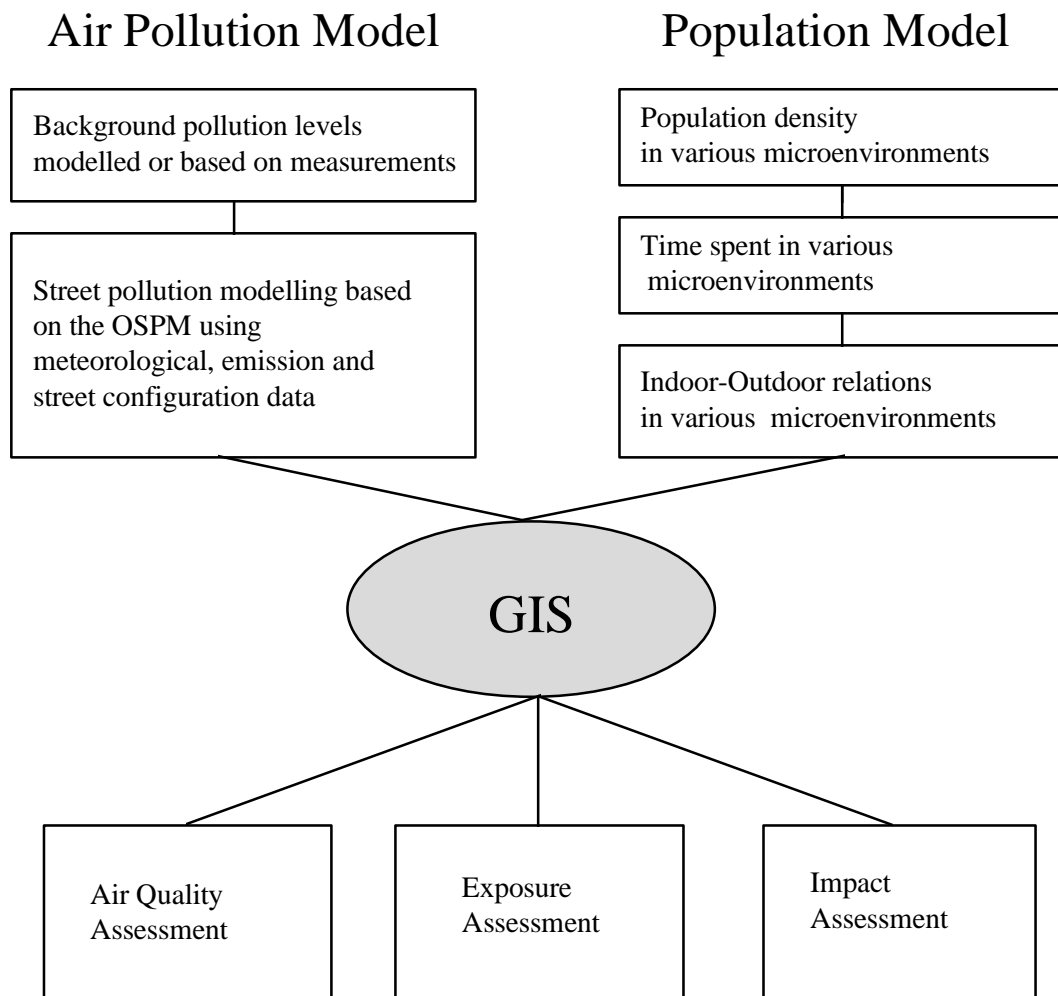 Air Pollution Model
Population Model
Background pollution levels
modelled or based on measurements
Population density
in various microenvironments
Street pollution modelling based
on the OSPM using
meteorological, emission and
street configuration data
Time spent in various
microenvironments
Indoor-Outdoor relations
in various microenvironments
GIS
Air Quality
Assessment
Exposure
Assessment
Impact
Assessment